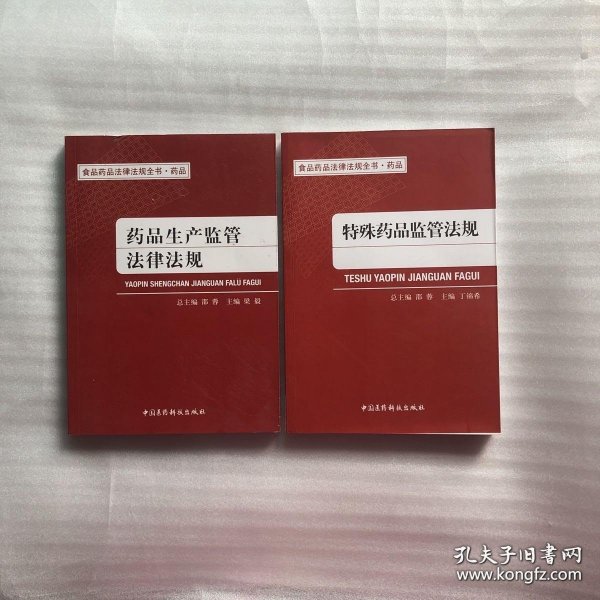 食品药品法律法规全书·药品
药品生产监管
法律法规
YAOPIN SHENGCHAN JIANGUAN FALÜ FAGUI
总主编 邵 蓉 主编 梁 毅
中国医药科技出版社
食品药品法律法规全书·药品
特殊药品监管法规
TESHU YAOPIN JIANGUAN FAGUI
总主编 邵 蓉 主编 丁锦希
中国医药科技出版社
孔夫子旧书网
www.kongfz.com